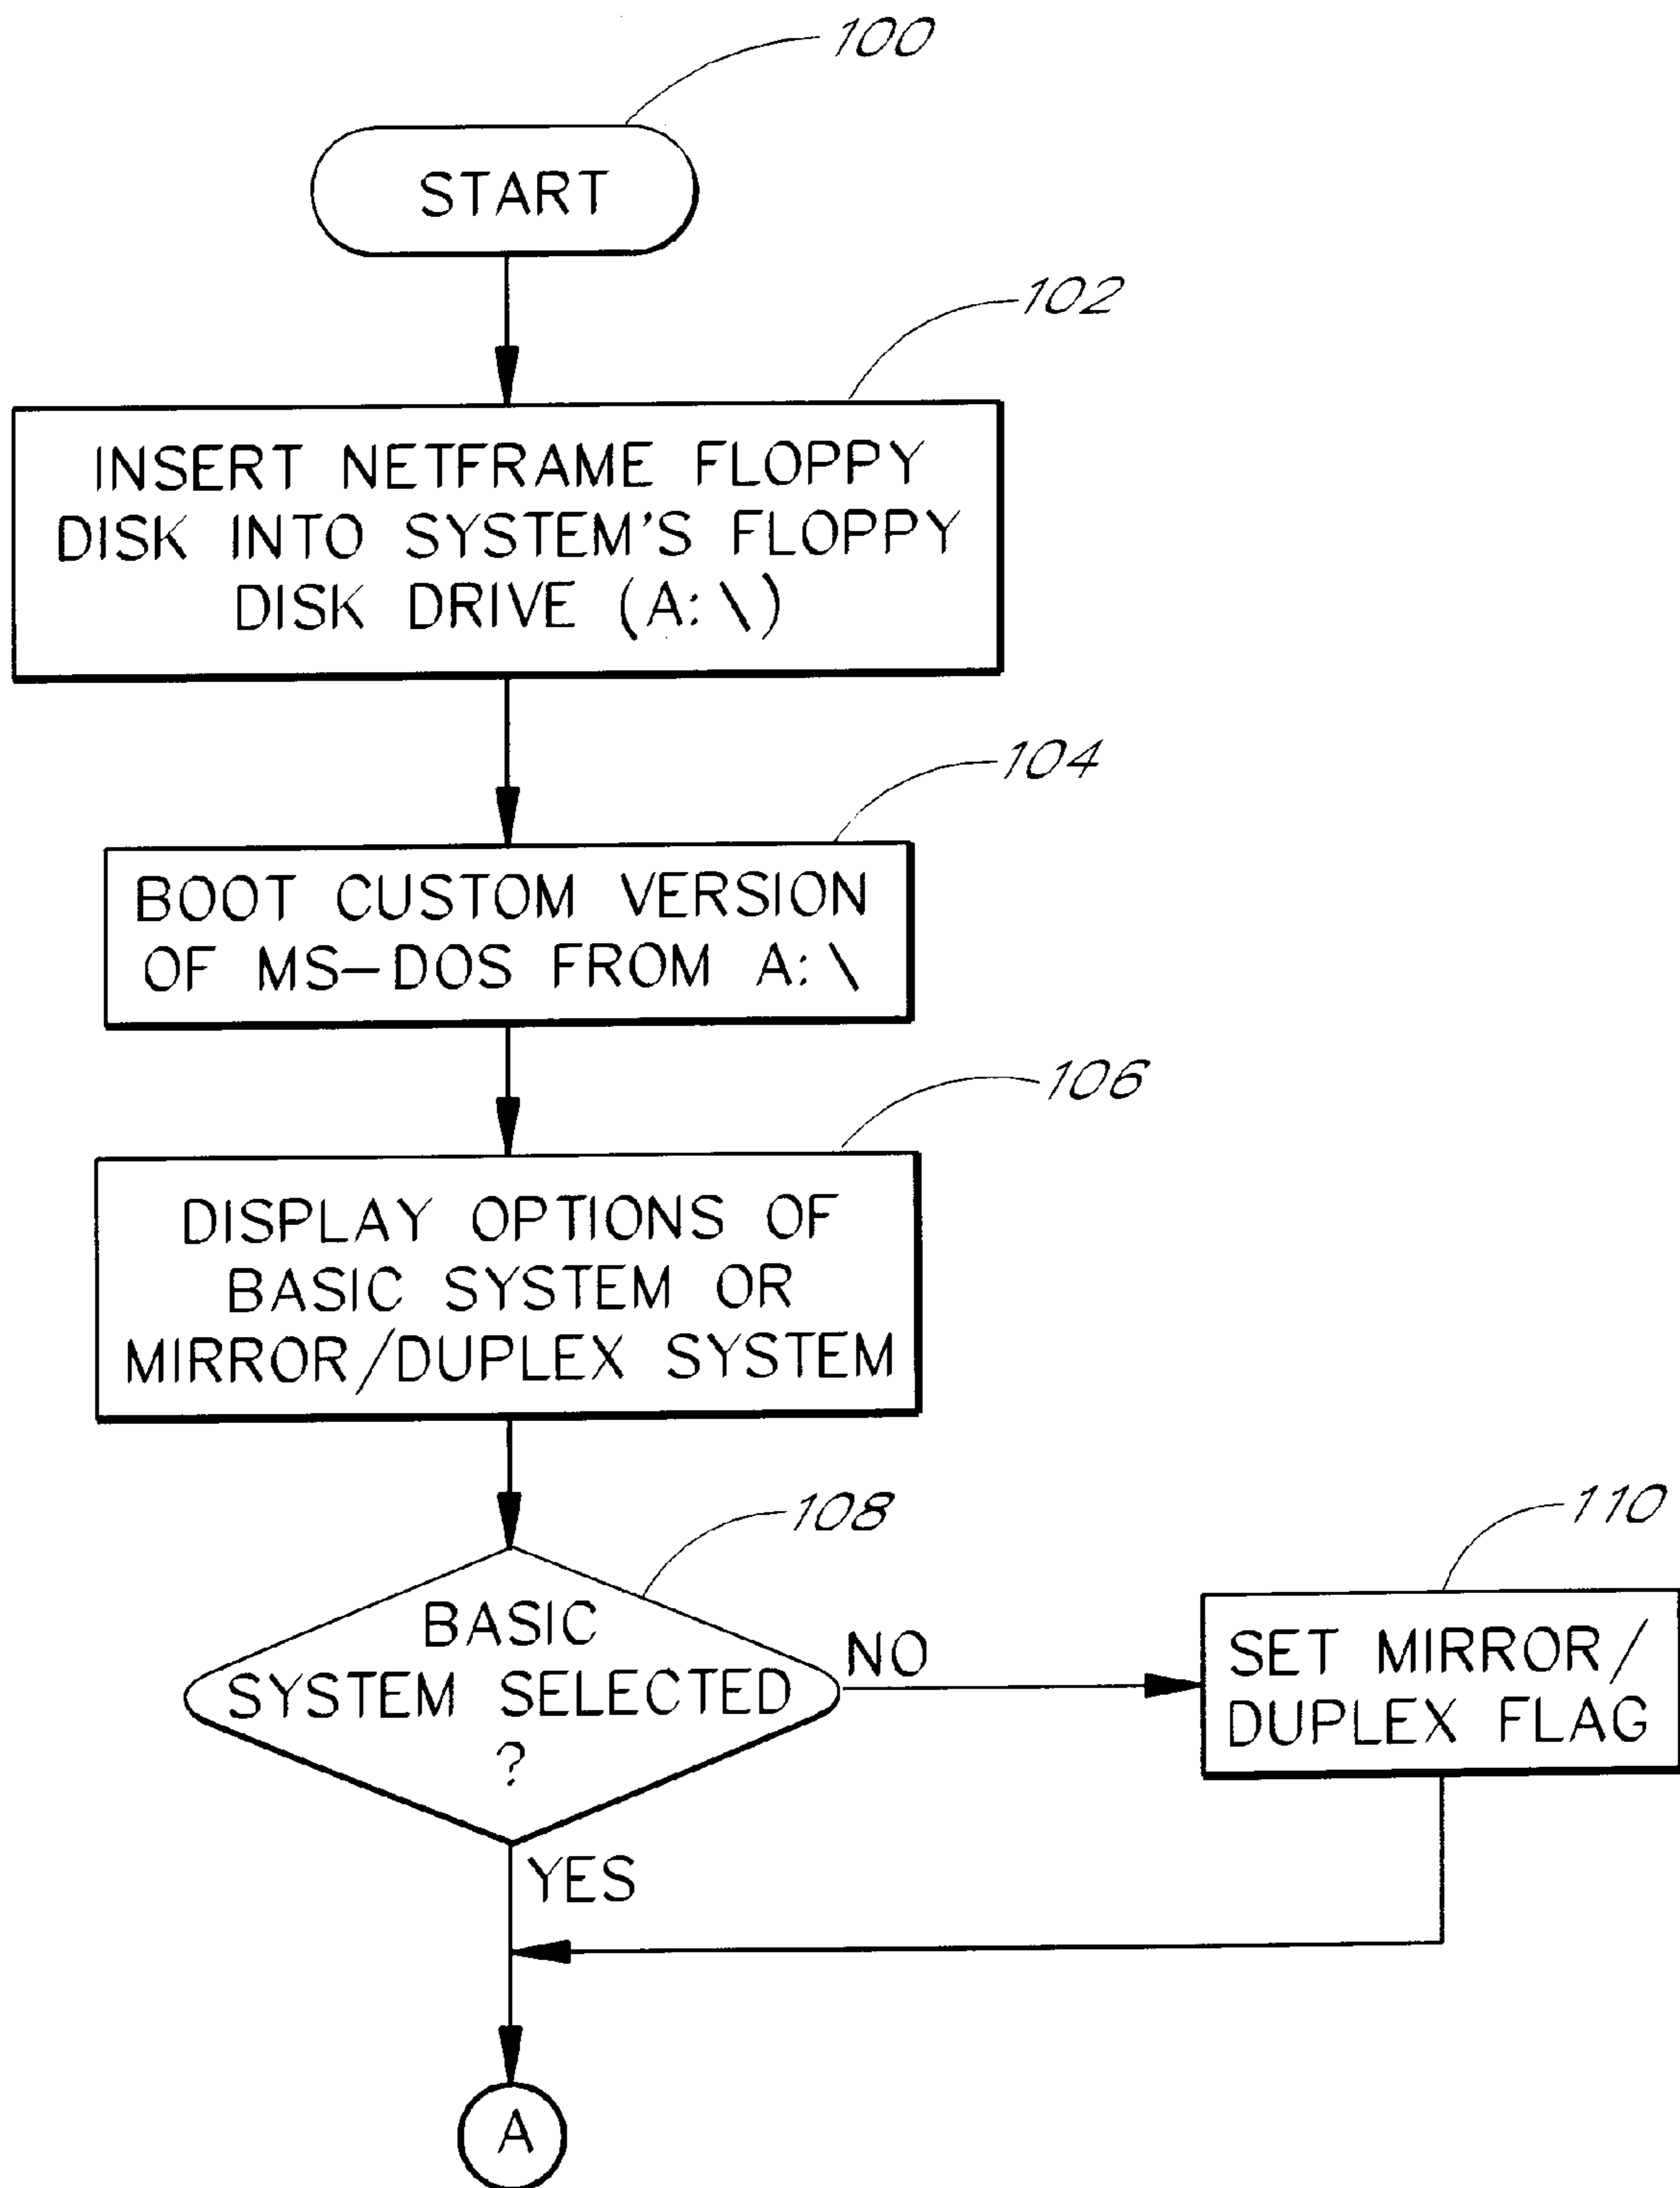 100
START
102
INSERT NETFRAME FLOPPY
DISK INTO SYSTEM'S FLOPPY
DISK DRIVE (A:\)
104
BOOT CUSTOM VERSION
OF MS-DOS FROM A:\
106
DISPLAY OPTIONS OF
BASIC SYSTEM OR
MIRROR/DUPLEX SYSTEM
108
BASIC
SYSTEM SELECTED
?
NO
110
SET MIRROR/
DUPLEX FLAG
YES
A